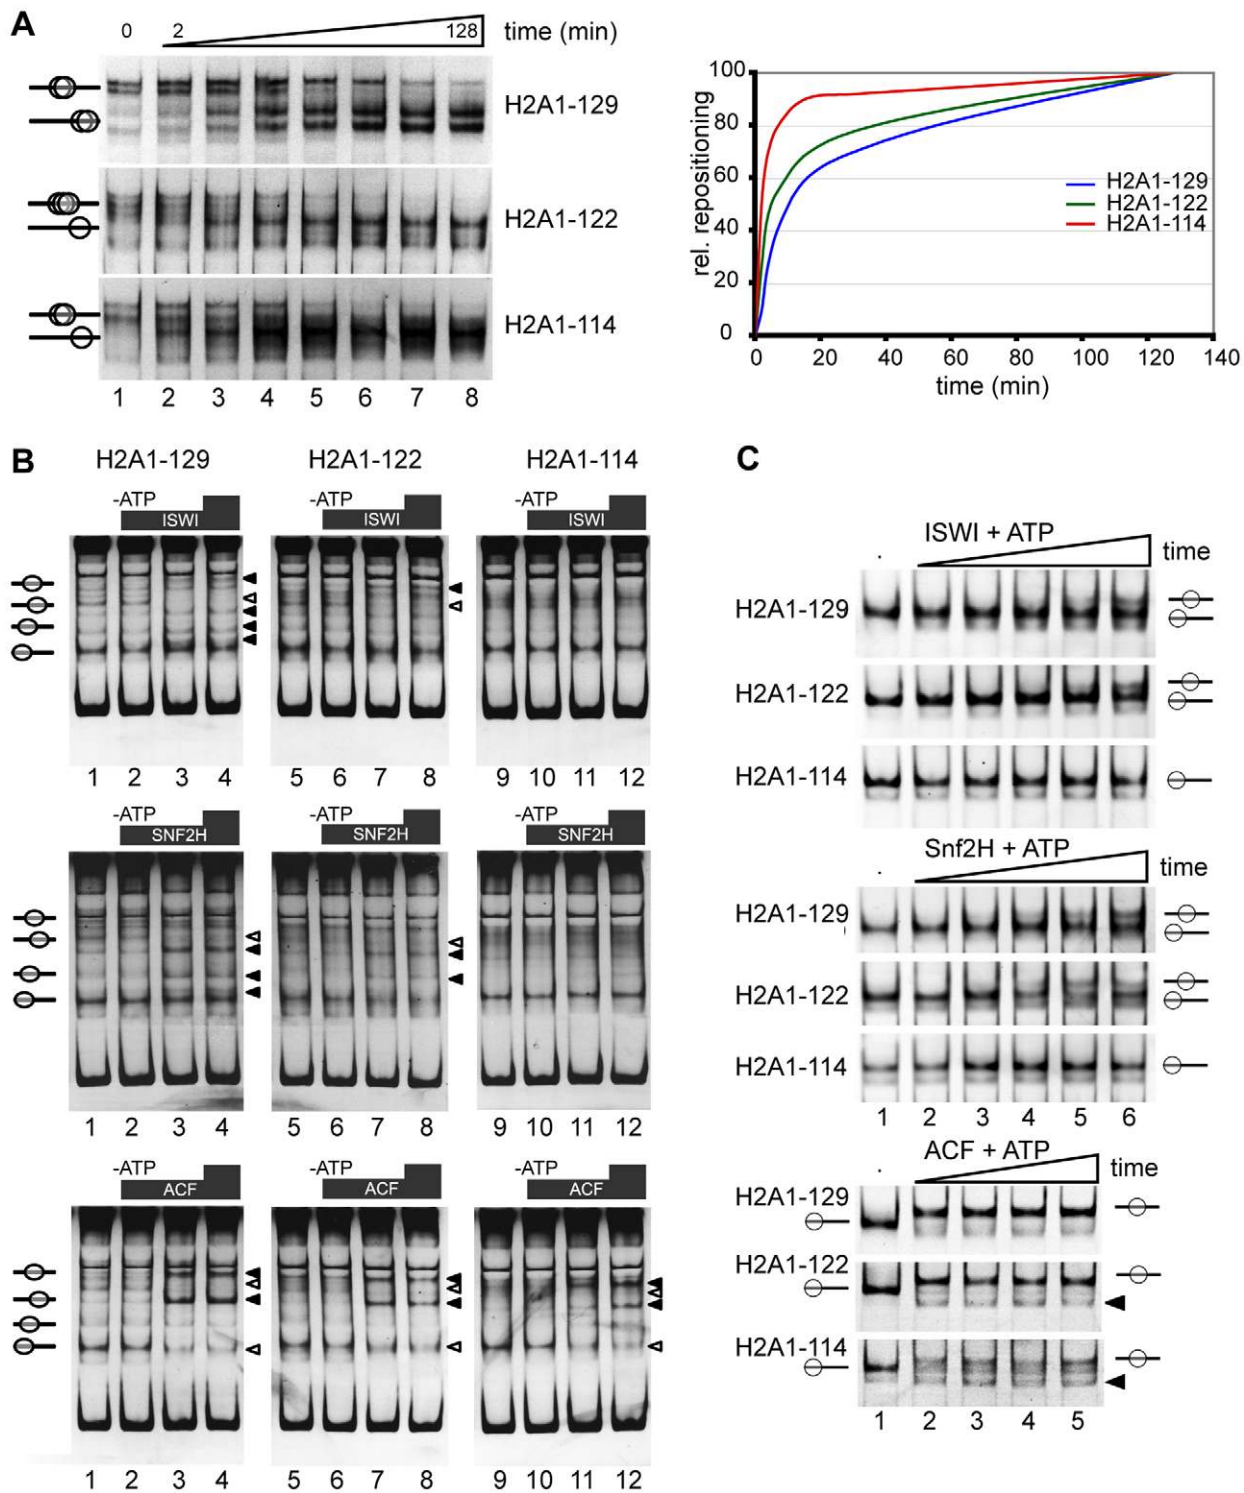 A
0 2 128 time (min)
H2A1-129
H2A1-122
H2A1-114
1 2 3 4 5 6 7 8
rel. repositioning
100
80
60
40
20
0
H2A1-129
H2A1-122
H2A1-114
0 20 40 60 80 100 120 140
time (min)
B
H2A1-129 H2A1-122 H2A1-114
-ATP -ATP -ATP
ISWI ISWI ISWI
1 2 3 4 5 6 7 8 9 10 11 12
-ATP -ATP -ATP
SNF2H SNF2H SNF2H
1 2 3 4 5 6 7 8 9 10 11 12
-ATP -ATP -ATP
ACF ACF ACF
1 2 3 4 5 6 7 8 9 10 11 12
C
ISWI + ATP
- time
H2A1-129
H2A1-122
H2A1-114
Snf2H + ATP
- time
H2A1-129
H2A1-122
H2A1-114
1 2 3 4 5 6
ACF + ATP
- time
H2A1-129
H2A1-122
H2A1-114
1 2 3 4 5